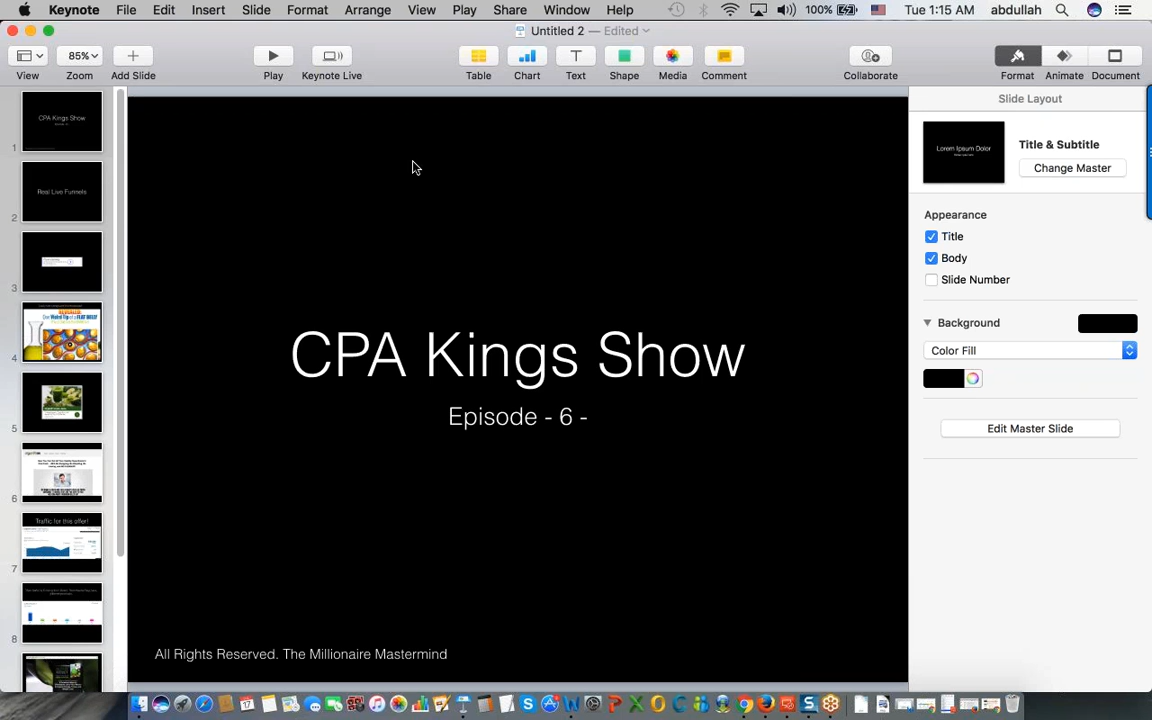 Keynote File Edit Insert Slide Format Arrange View Play Share Window Help 100% Tue 1:15 AM abdullah
Untitled 2 — Edited
85%
View Zoom Add Slide Play Keynote Live Table Chart Text Shape Media Comment Collaborate Format Animate Document
Slide Layout
CPA Kings Show
1
Lorem Ipsum Dolor
Title & Subtitle
Change Master
Real Live Funnels
2
Appearance
Title
Body
Slide Number
3
Background
Color Fill
4
Edit Master Slide
5
6
Traffic for this offer!
7
8
CPA Kings Show
Episode - 6 -
All Rights Reserved. The Millionaire Mastermind